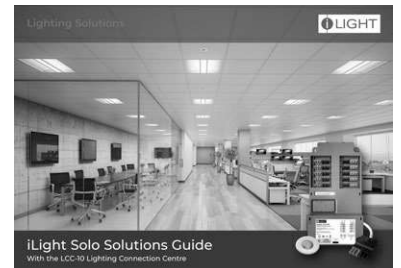 Lighting Solutions
iLIGHT
iLight Solo Solutions Guide
With the LCC-10 Lighting Connection Centre